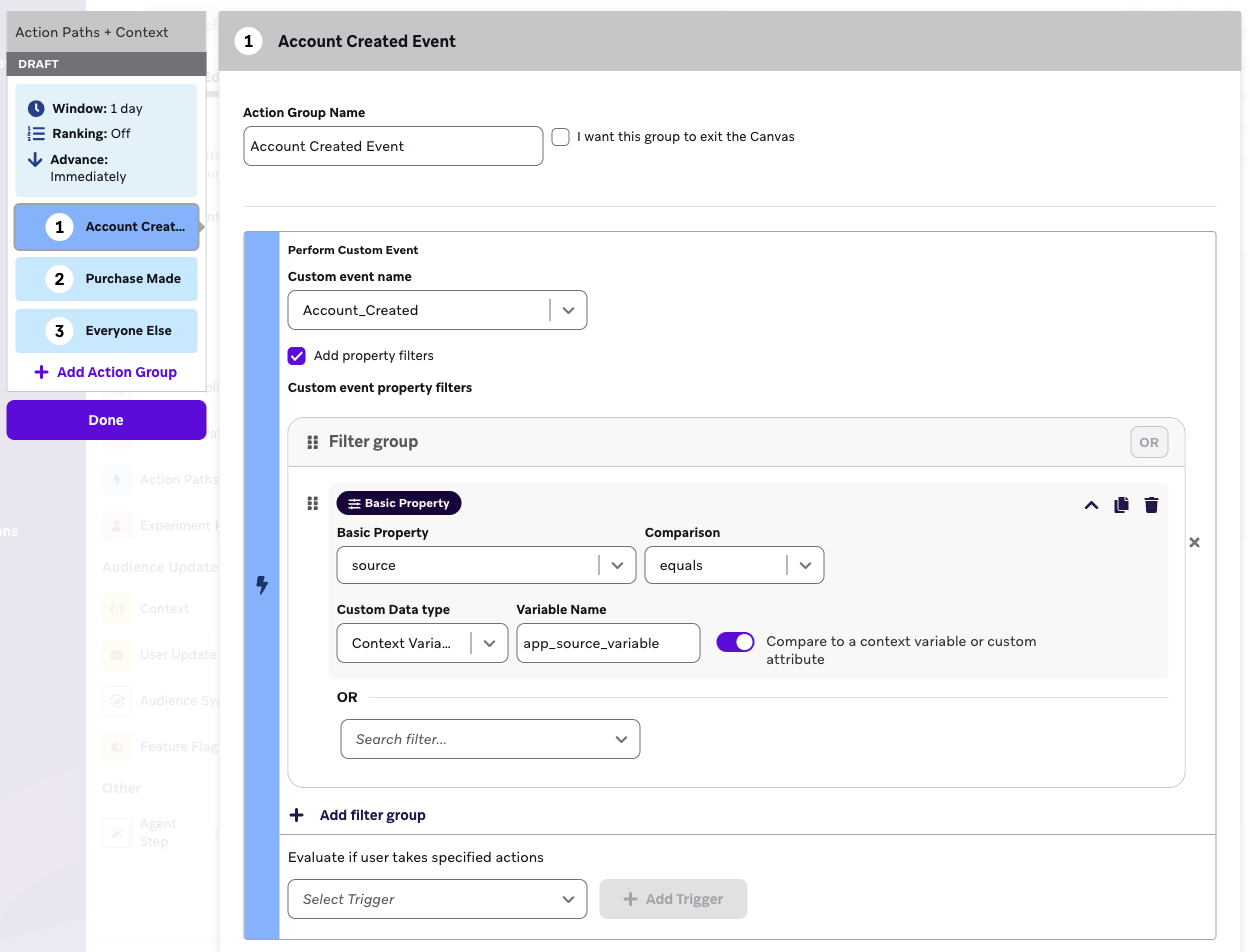 Action Paths + Context
DRAFT
Window: 1 day
Ranking: Off
Advance:
Immediately
1 Account Creat...
2 Purchase Made
3 Everyone Else
Add Action Group
Done
Action Paths
Experiment
Audience Update
Context
User Update
Audience Sy
Feature Flag
Other
Agent
Step
1 Account Created Event
Action Group Name
Account Created Event
I want this group to exit the Canvas
Perform Custom Event
Custom event name
Account_Created
Add property filters
Custom event property filters
Filter group
OR
Basic Property
Basic Property Comparison
source equals
Custom Data type Variable Name
Context Varia... app_source_variable
Compare to a context variable or custom
attribute
OR
Search filter...
Add filter group
Evaluate if user takes specified actions
Select Trigger
Add Trigger